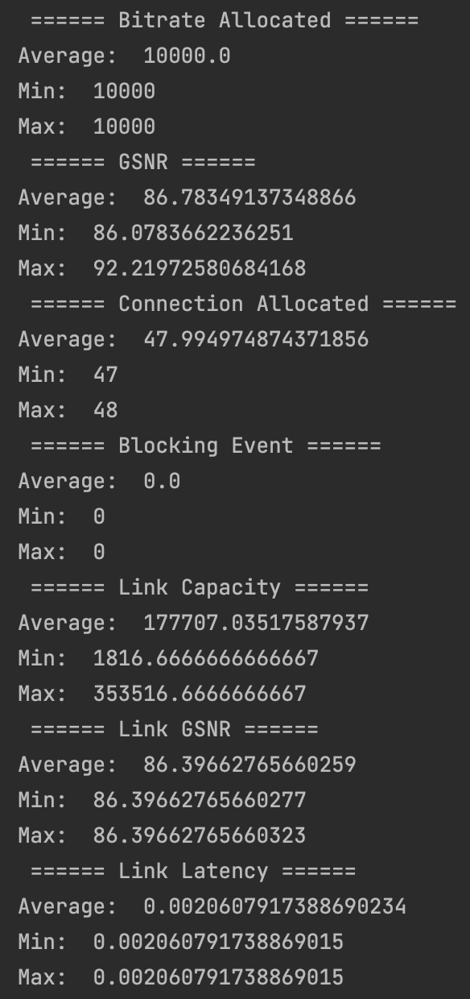 ====== Bitrate Allocated ======
Average:  10000.0
Min:  10000
Max:  10000
====== GSNR ======
Average:  86.78349137348866
Min:  86.0783662236251
Max:  92.21972580684168
====== Connection Allocated ======
Average:  47.994974874371856
Min:  47
Max:  48
====== Blocking Event ======
Average:  0.0
Min:  0
Max:  0
====== Link Capacity ======
Average:  177707.03517587937
Min:  1816.6666666666667
Max:  353516.6666666667
====== Link GSNR ======
Average:  86.39662765660259
Min:  86.39662765660277
Max:  86.39662765660323
====== Link Latency ======
Average:  0.0020607917388690234
Min:  0.002060791738869015
Max:  0.002060791738869015